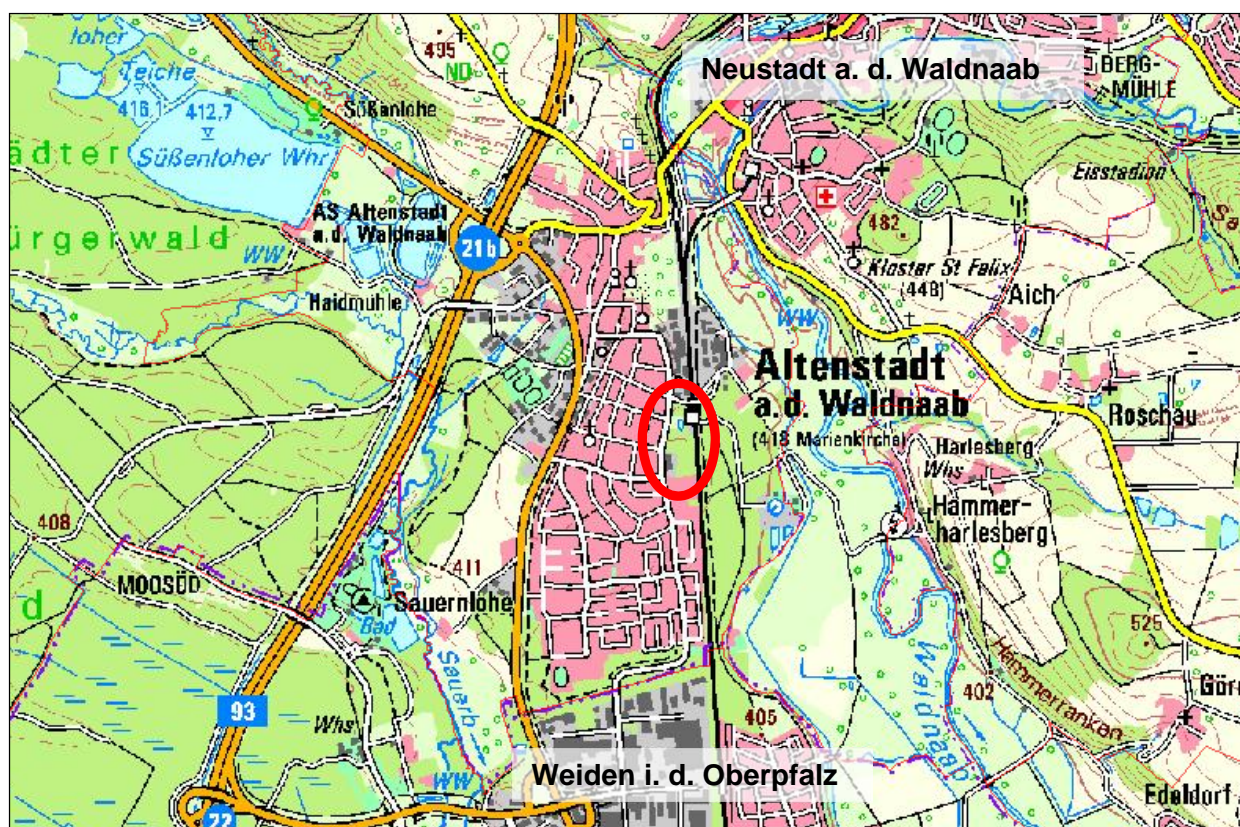 loher
Teiche
416,1
412,7
Süßenloher Whr
ädter
ürgerwald
495
ND
Süßenlohe
AS Altenstadt
a.d. Waldnaab
21b
WW
Haidmühle
Neustadt a. d. Waldnaab
BERG-
MÜHLE
Eisstadion
482
Kloster St Felix
(448)
Aich
WW
Altenstadt
a.d. Waldnaab
(418 Marienkirche)
Roschau
Harlesberg
Whs
Hammer-
harlesberg
408
MOOSÖD
d
411
Sauernlohe
Bad
Sauerb.
93
Whs
WW
22
Weiden i. d. Oberpfalz
405
Waldnaab
402
Hammerranken
525
Görn
Edeldorf